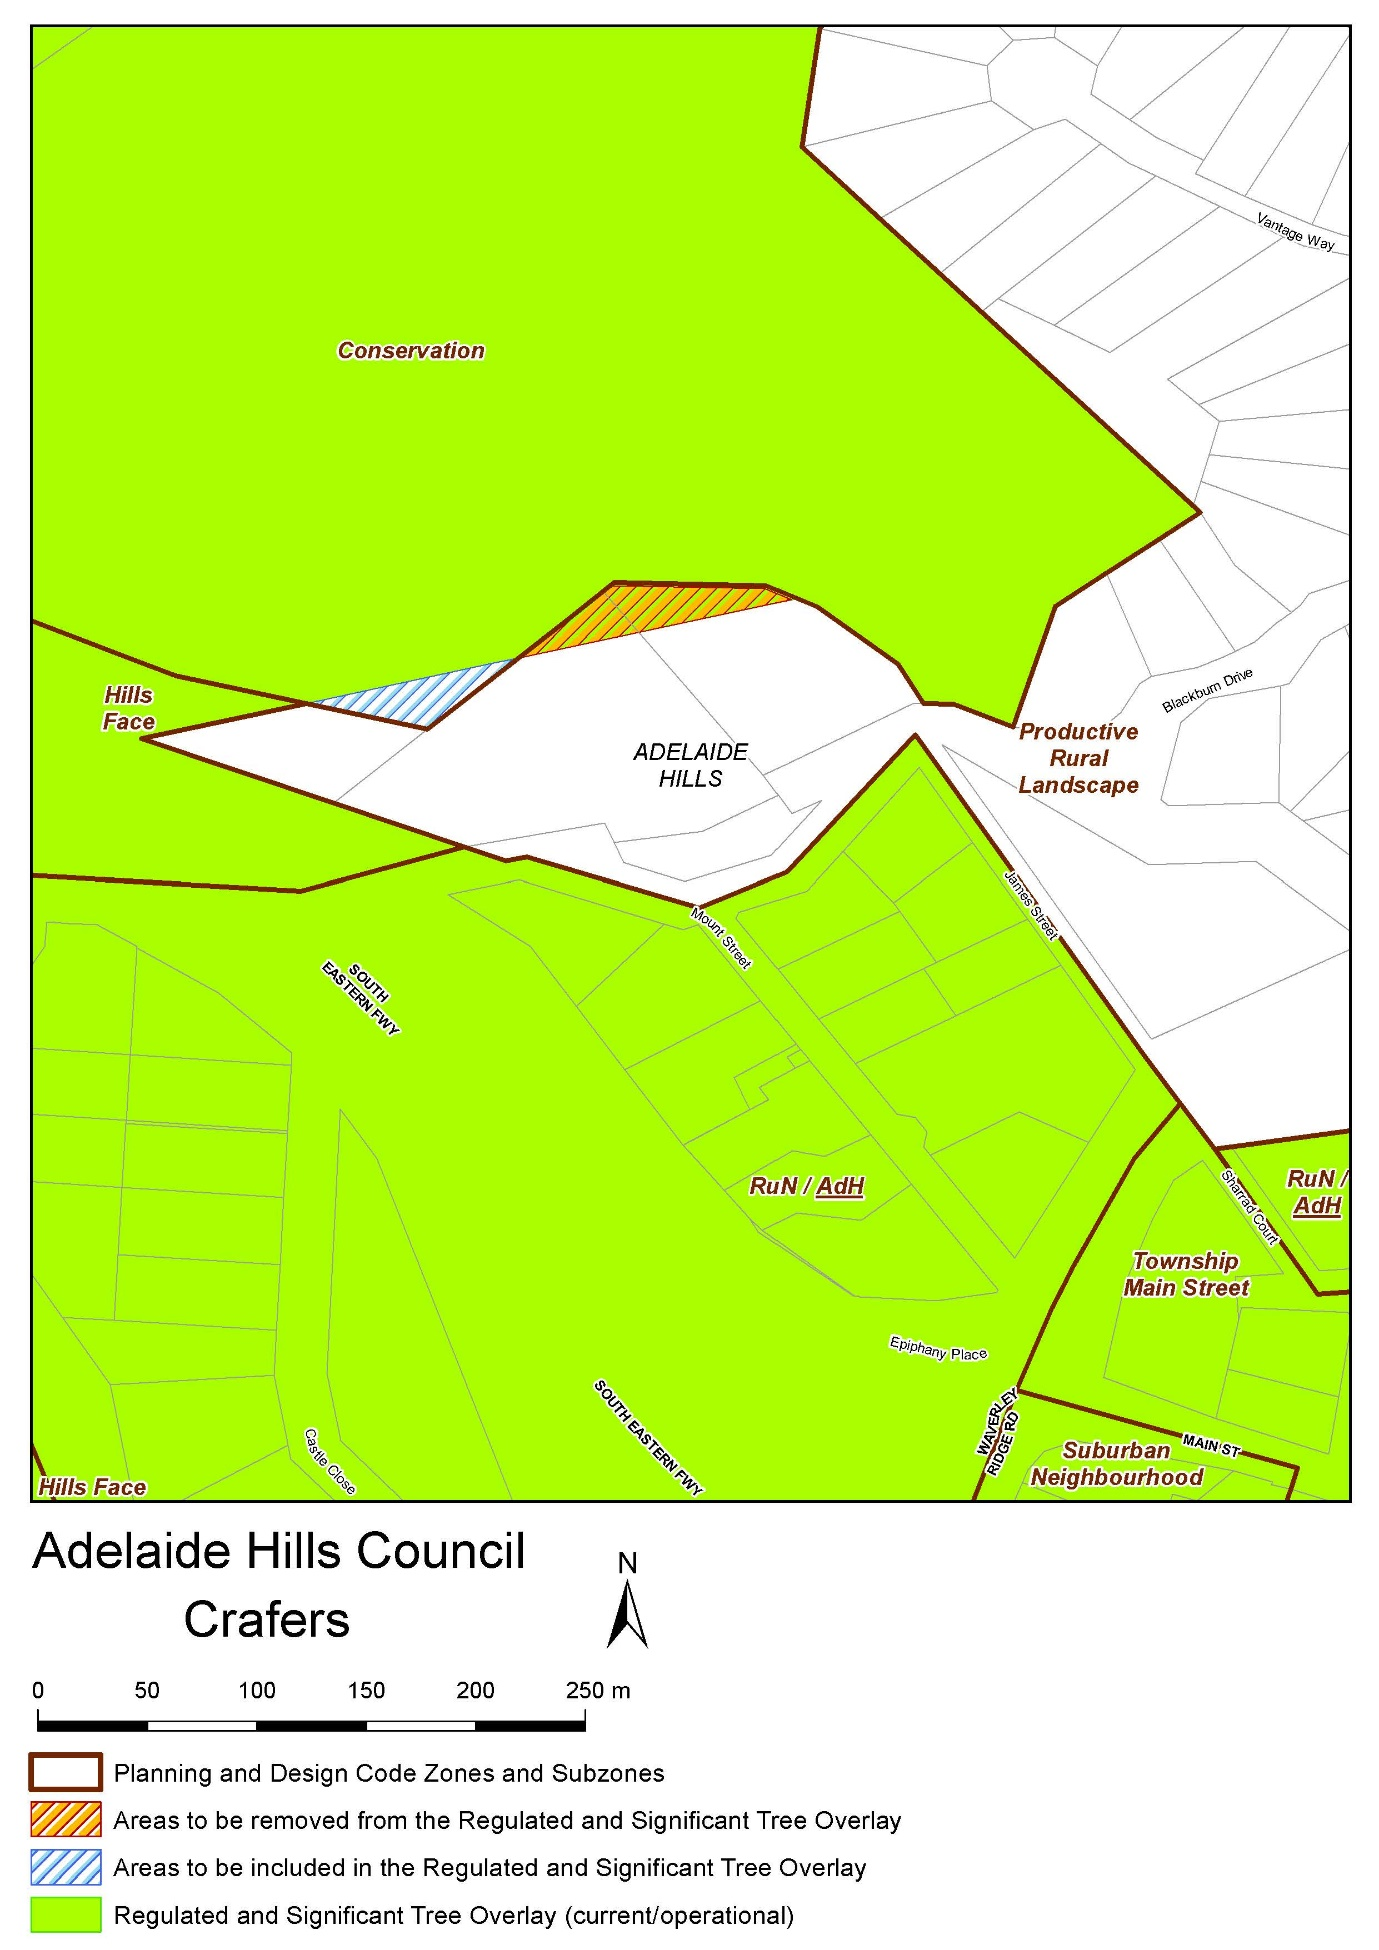 Vantage Way
Conservation
Hills
Face
Blackburn Drive
Productive
Rural
Landscape
ADELAIDE
HILLS
James Street
Mount Street
SOUTH
EASTERN FWY
RuN / AdH
RuN /
AdH
Sharrad Court
Township
Main Street
Epiphany Place
SOUTH EASTERN FWY
WAVERLEY
RIDGE RD
MAIN ST
Suburban
Neighbourhood
Castle Close
Hills Face
Adelaide Hills Council
Crafers
N
0 50 100 150 200 250 m
Planning and Design Code Zones and Subzones
Areas to be removed from the Regulated and Significant Tree Overlay
Areas to be included in the Regulated and Significant Tree Overlay
Regulated and Significant Tree Overlay (current/operational)